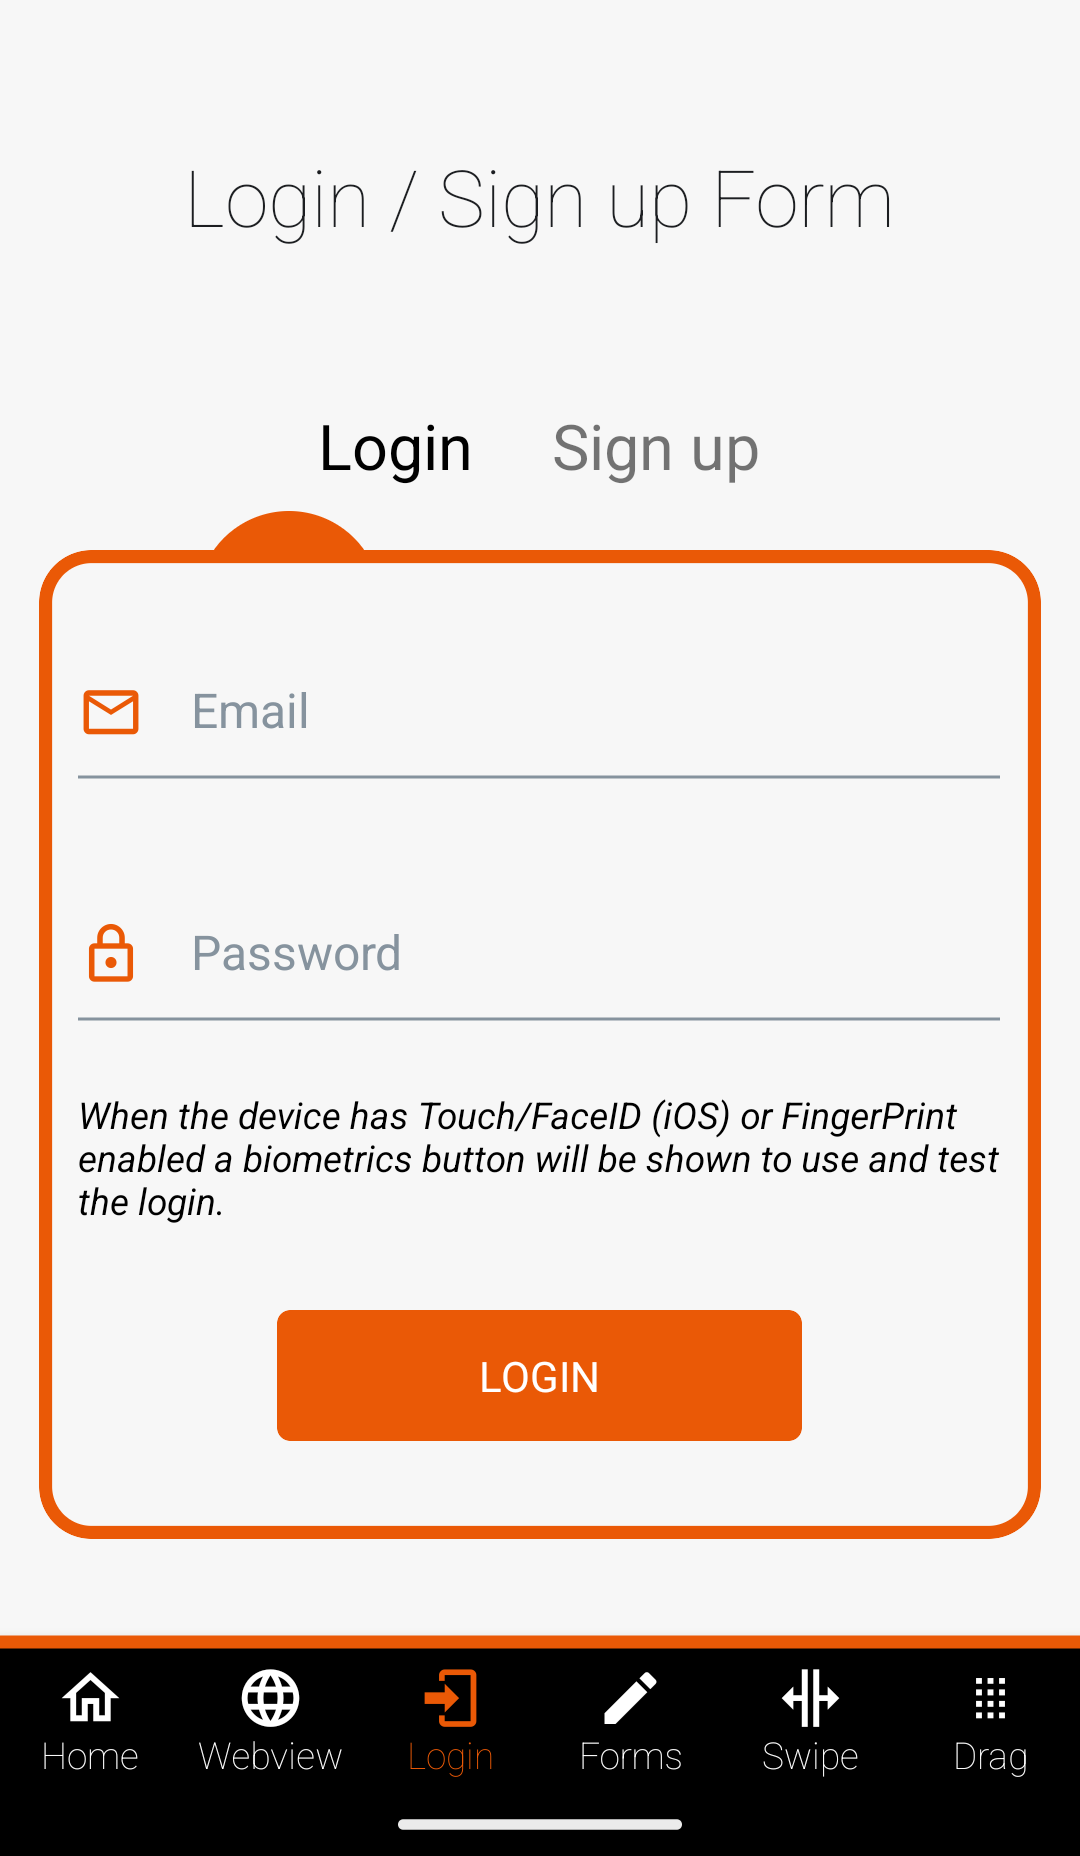 Login / Sign up Form
Login Sign up
Email
Password
When the device has Touch/FaceID (iOS) or FingerPrint
enabled a biometrics button will be shown to use and test
the login.
LOGIN
Home Webview Login Forms Swipe Drag